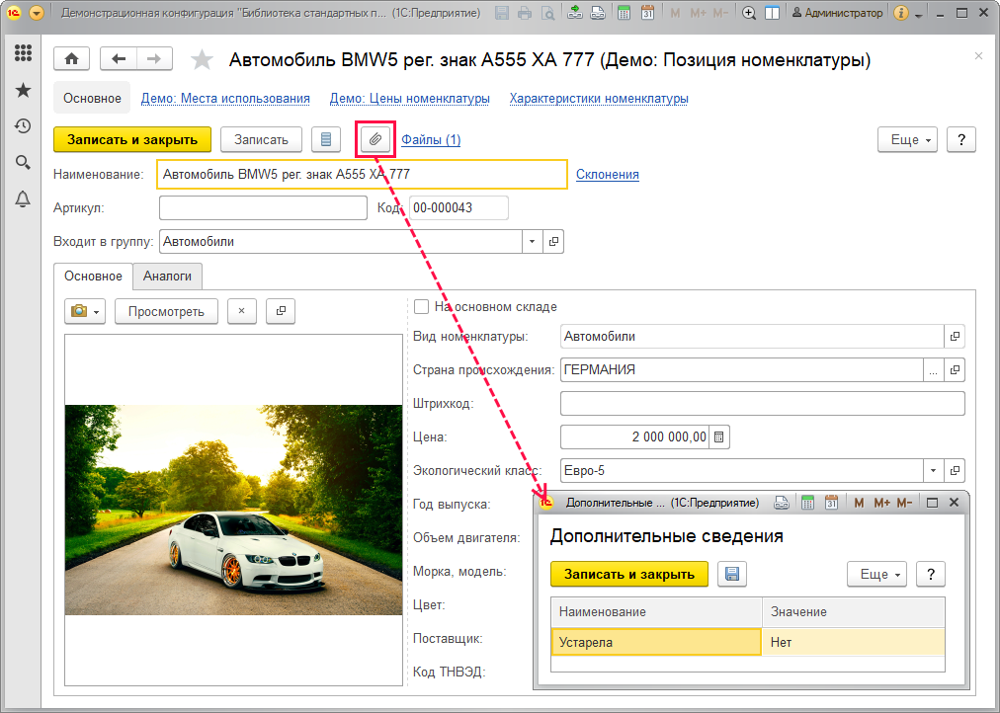 Демонстрационная конфигурация "Библиотека стандартных п... (1С:Предприятие)
M M+ M- Администратор
Автомобиль BMW5 рег. знак А555 ХА 777 (Демо: Позиция номенклатуры)
Основное Демо: Места использования Демо: Цены номенклатуры Характеристики номенклатуры
Записать и закрыть Записать Файлы (1) Еще ?
Наименование: Автомобиль BMW5 рег. знак А555 ХА 777 Склонения
Артикул: Код: 00-000043
Входит в группу: Автомобили
Основное Аналоги
Просмотреть
На основном складе
Вид номенклатуры: Автомобили
Страна происхождения: ГЕРМАНИЯ ...
Штрихкод:
Цена: 2 000 000,00
Экологический класс: Евро-5
Год выпуска:
Объем двигателя:
Морка, модель:
Цвет:
Поставщик:
Код ТНВЭД:
Дополнительные ... (1С:Предприятие) M M+ M-
Дополнительные сведения
Записать и закрыть Еще ?
Наименование Значение
Устарела Нет